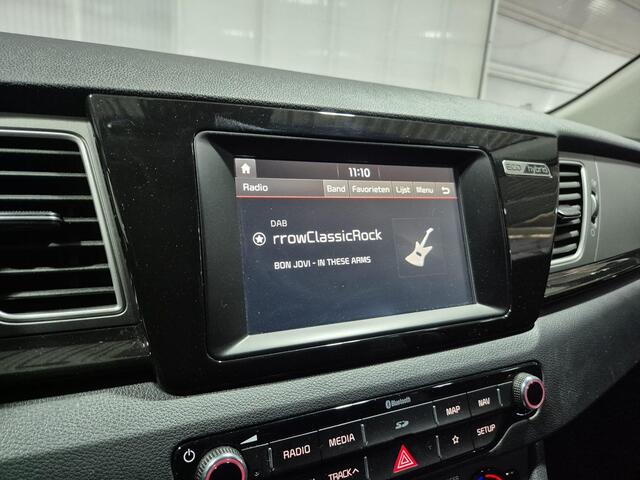 11:10
Radio Band Favorieten Lijst Menu
DAB
rrowClassicRock
BON JOVI - IN THESE ARMS
ECO hybrid
Bluetooth
RADIO MEDIA SD MAP NAV
TRACK SETUP